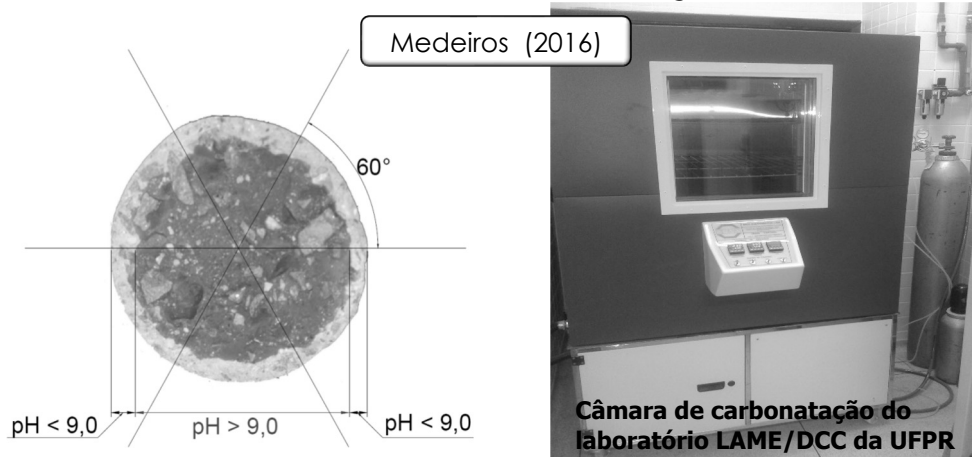 Medeiros (2016)
60°
pH < 9,0
pH > 9,0
pH < 9,0
Câmara de carbonatação do
laboratório LAME/DCC da UFPR